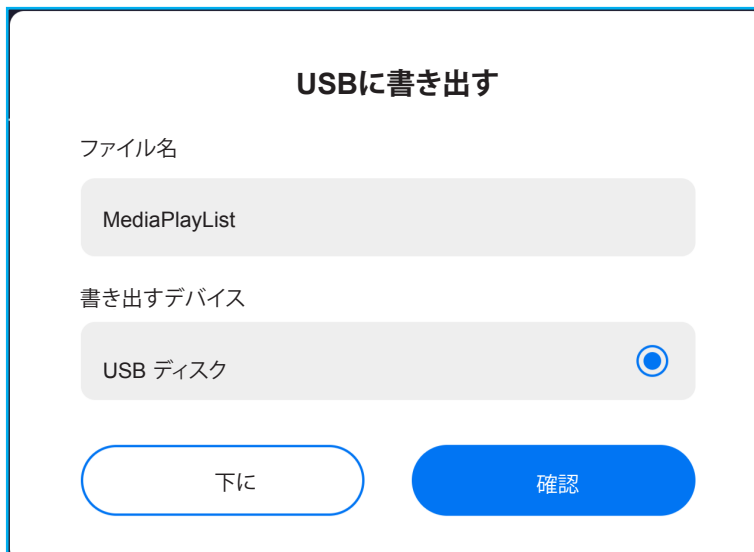 USBに書き出す
ファイル名
MediaPlayList
書き出すデバイス
USB ディスク
下に
確認